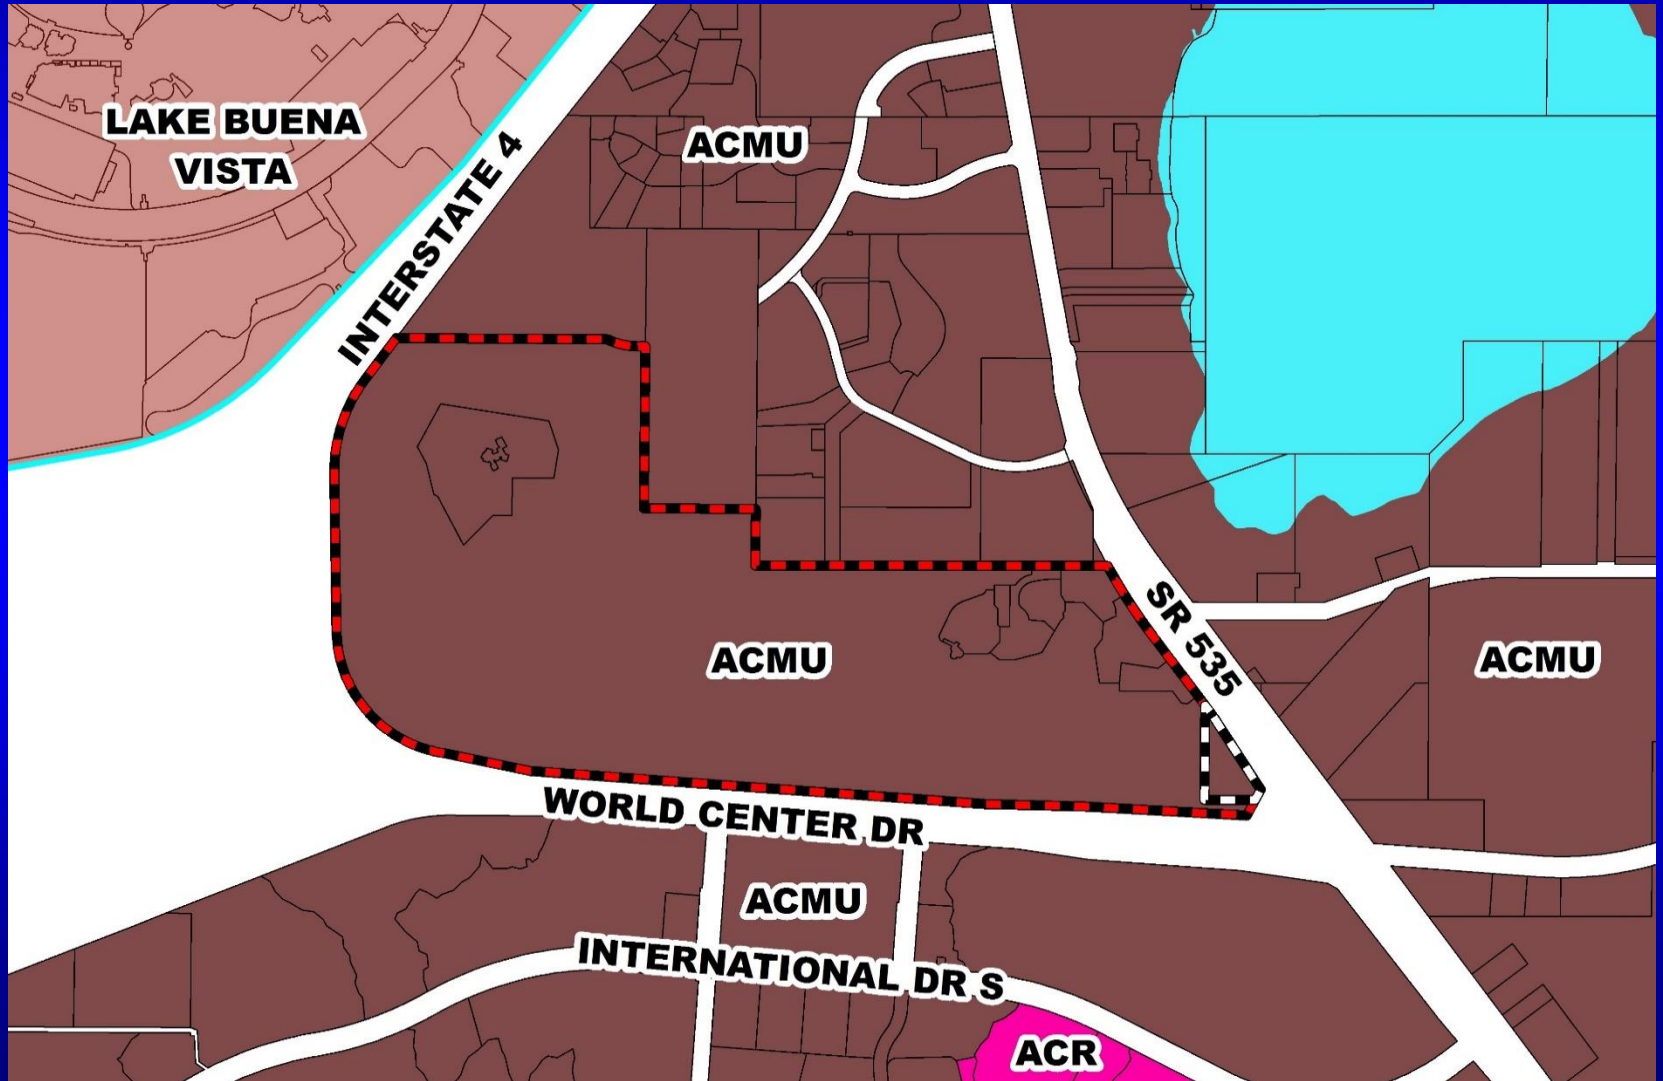 LAKE BUENA
VISTA
INTERSTATE 4
ACMU
SR 535
ACMU
ACMU
WORLD CENTER DR
ACMU
INTERNATIONAL DR S
ACR